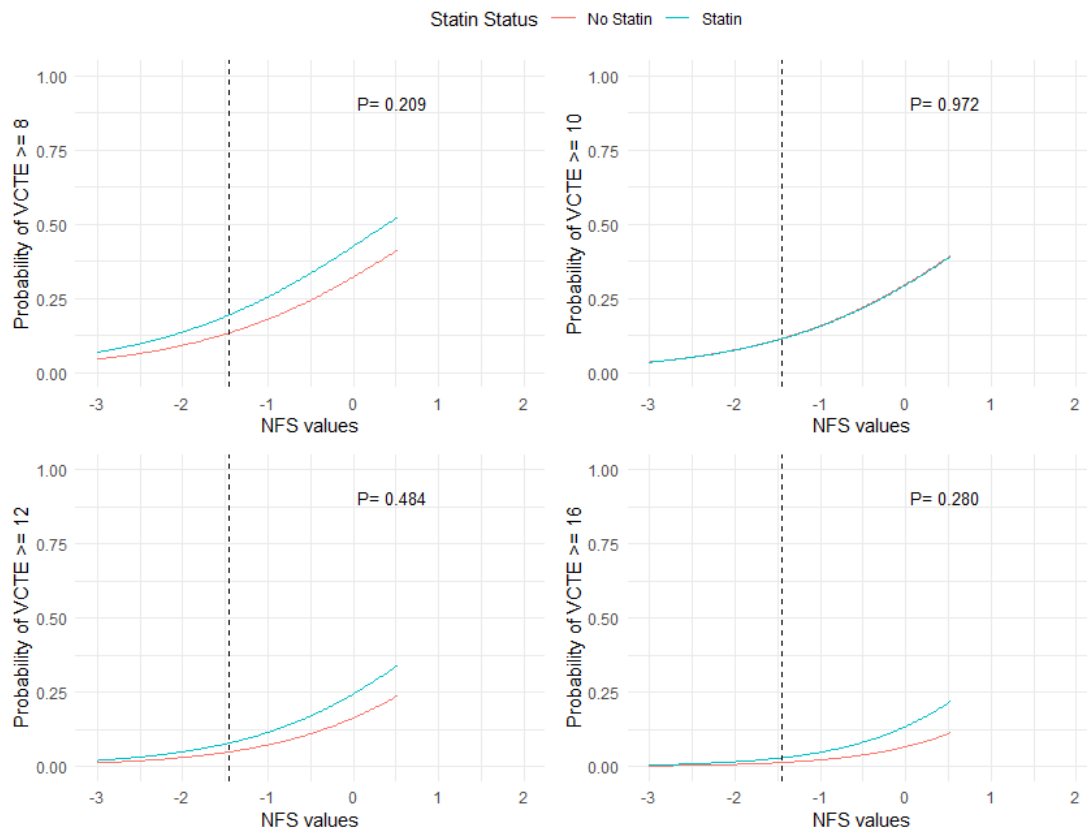 Statin Status No Statin Statin
Probability of VCTE >= 8
1.00
0.75
0.50
0.25
0.00
P= 0.209
-3 -2 -1 0 1 2
NFS values
Probability of VCTE >= 10
1.00
0.75
0.50
0.25
0.00
P= 0.972
-3 -2 -1 0 1 2
NFS values
Probability of VCTE >= 12
1.00
0.75
0.50
0.25
0.00
P= 0.484
-3 -2 -1 0 1 2
NFS values
Probability of VCTE >= 16
1.00
0.75
0.50
0.25
0.00
P= 0.280
-3 -2 -1 0 1 2
NFS values